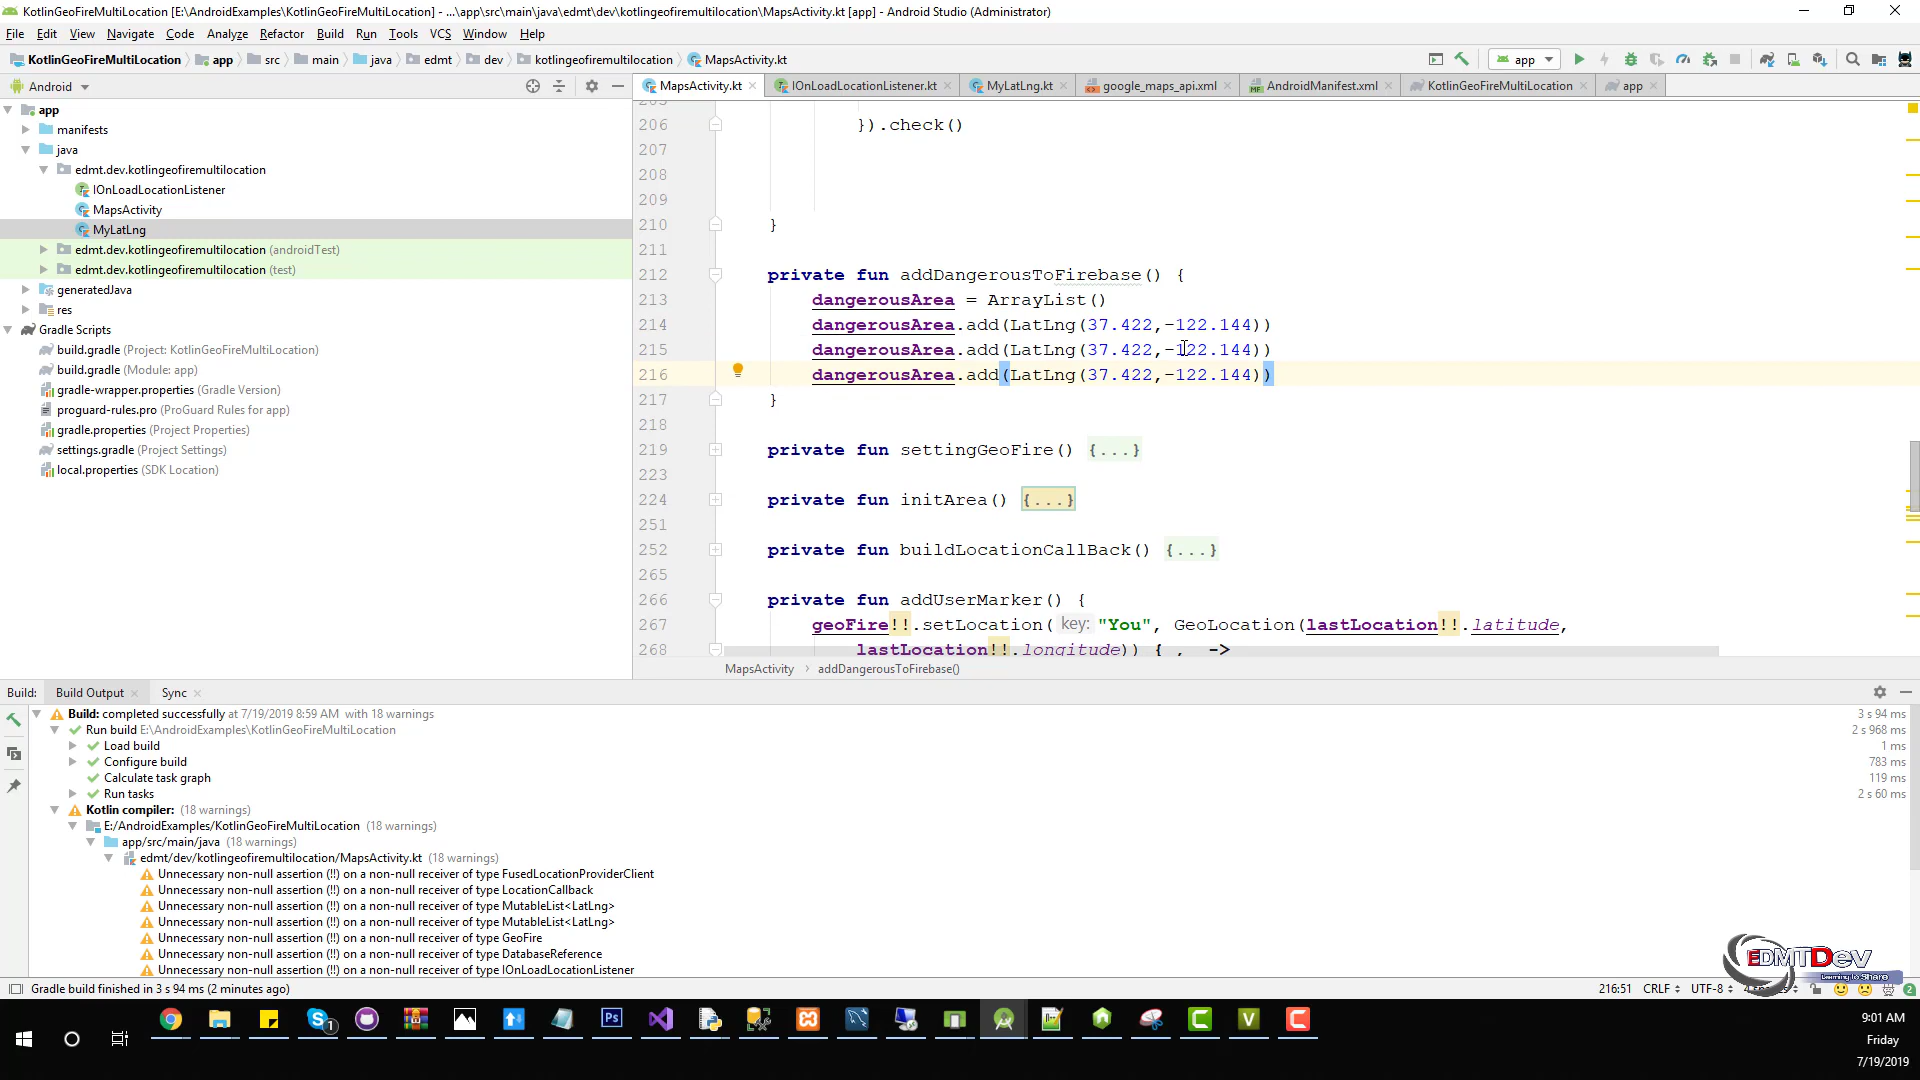 KotlinGeoFireMultiLocation [E:\AndroidExamples\KotlinGeoFireMultiLocation] - ...\app\src\main\java\edmt\dev\kotlingeofiremultilocation\MapsActivity.kt [app] - Android Studio (Administrator)
File Edit View Navigate Code Analyze Refactor Build Run Tools VCS Window Help
KotlinGeoFireMultiLocation app src main java edmt dev kotlingeofiremultilocation MapsActivity.kt app
Android MapsActivity.kt IOnLoadLocationListener.kt MyLatLng.kt google_maps_api.xml AndroidManifest.xml KotlinGeoFireMultiLocation app
app
manifests
java
edmt.dev.kotlingeofiremultilocation
IOnLoadLocationListener
MapsActivity
MyLatLng
edmt.dev.kotlingeofiremultilocation (androidTest)
edmt.dev.kotlingeofiremultilocation (test)
generatedJava
res
Gradle Scripts
build.gradle (Project: KotlinGeoFireMultiLocation)
build.gradle (Module: app)
gradle-wrapper.properties (Gradle Version)
proguard-rules.pro (ProGuard Rules for app)
gradle.properties (Project Properties)
settings.gradle (Project Settings)
local.properties (SDK Location)
205
206 }).check()
207
208
209
210 }
211
212 private fun addDangerousToFirebase() {
213 dangerousArea = ArrayList()
214 dangerousArea.add(LatLng(37.422,-122.144))
215 dangerousArea.add(LatLng(37.422,-122.144))
216 dangerousArea.add(LatLng(37.422,-122.144))
217 }
218
219 private fun settingGeoFire() {...}
223
224 private fun initArea() {...}
251
252 private fun buildLocationCallBack() {...}
265
266 private fun addUserMarker() {
267 geoFire!!.setLocation( key: "You", GeoLocation(lastLocation!!.latitude,
268 lastLocation!!.longitude)) { _, _ ->
MapsActivity addDangerousToFirebase()
Build: Build Output Sync
Build: completed successfully at 7/19/2019 8:59 AM with 18 warnings 3 s 94 ms
Run build E:\AndroidExamples\KotlinGeoFireMultiLocation 2 s 968 ms
Load build 1 ms
Configure build 783 ms
Calculate task graph 119 ms
Run tasks 2 s 60 ms
Kotlin compiler: (18 warnings)
E:/AndroidExamples/KotlinGeoFireMultiLocation (18 warnings)
app/src/main/java (18 warnings)
edmt/dev/kotlingeofiremultilocation/MapsActivity.kt (18 warnings)
Unnecessary non-null assertion (!!) on a non-null receiver of type FusedLocationProviderClient
Unnecessary non-null assertion (!!) on a non-null receiver of type LocationCallback
Unnecessary non-null assertion (!!) on a non-null receiver of type MutableList<LatLng>
Unnecessary non-null assertion (!!) on a non-null receiver of type MutableList<LatLng>
Unnecessary non-null assertion (!!) on a non-null receiver of type GeoFire
Unnecessary non-null assertion (!!) on a non-null receiver of type DatabaseReference
Unnecessary non-null assertion (!!) on a non-null receiver of type IOnLoadLocationListener
EDMTDev
Learning to Share
Gradle build finished in 3 s 94 ms (2 minutes ago) 216:51 CRLF UTF-8
9:01 AM
Friday
7/19/2019